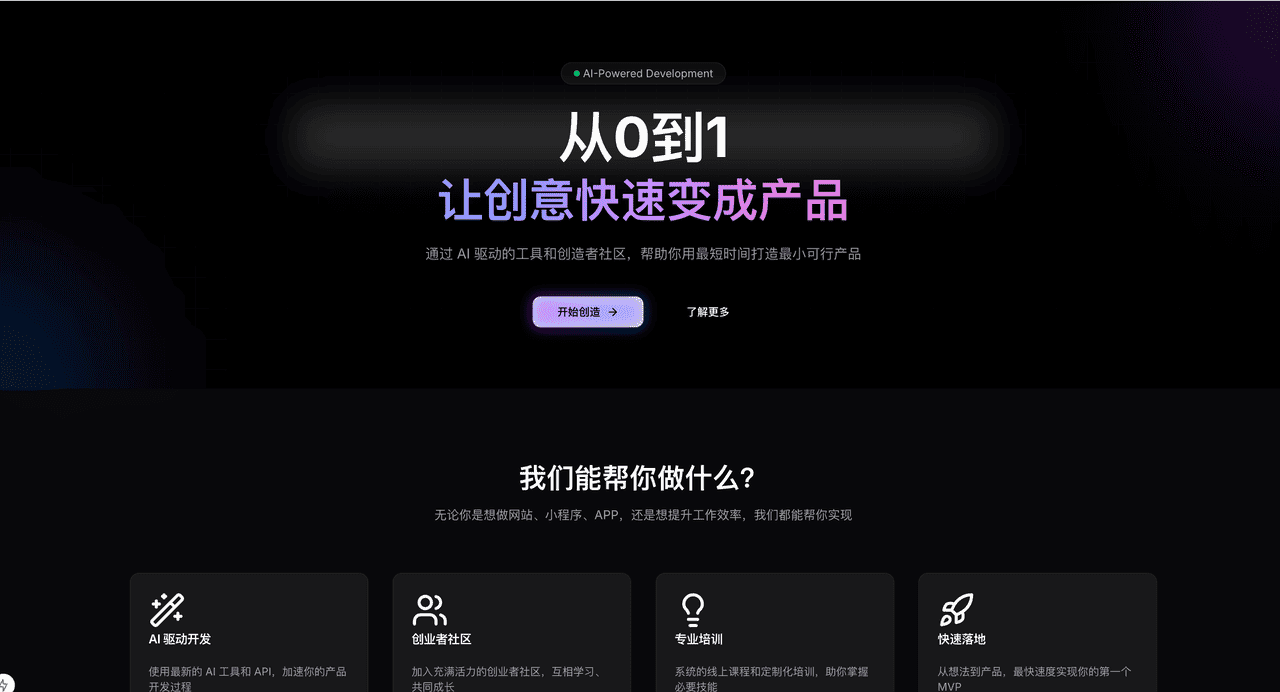 AI-Powered Development
从0到1
让创意快速变成产品
通过 AI 驱动的工具和创造者社区，帮助你用最短时间打造最小可行产品
开始创造 →
了解更多
我们能帮你做什么?
无论你是想做网站、小程序、APP，还是想提升工作效率，我们都能帮你实现
AI 驱动开发
使用最新的 AI 工具和 API，加速你的产品
开发过程
创业者社区
加入充满活力的创业者社区，互相学习、
共同成长
专业培训
系统的线上课程和定制化培训，助你掌握
必要技能
快速落地
从想法到产品，最快速度实现你的第一个
MVP